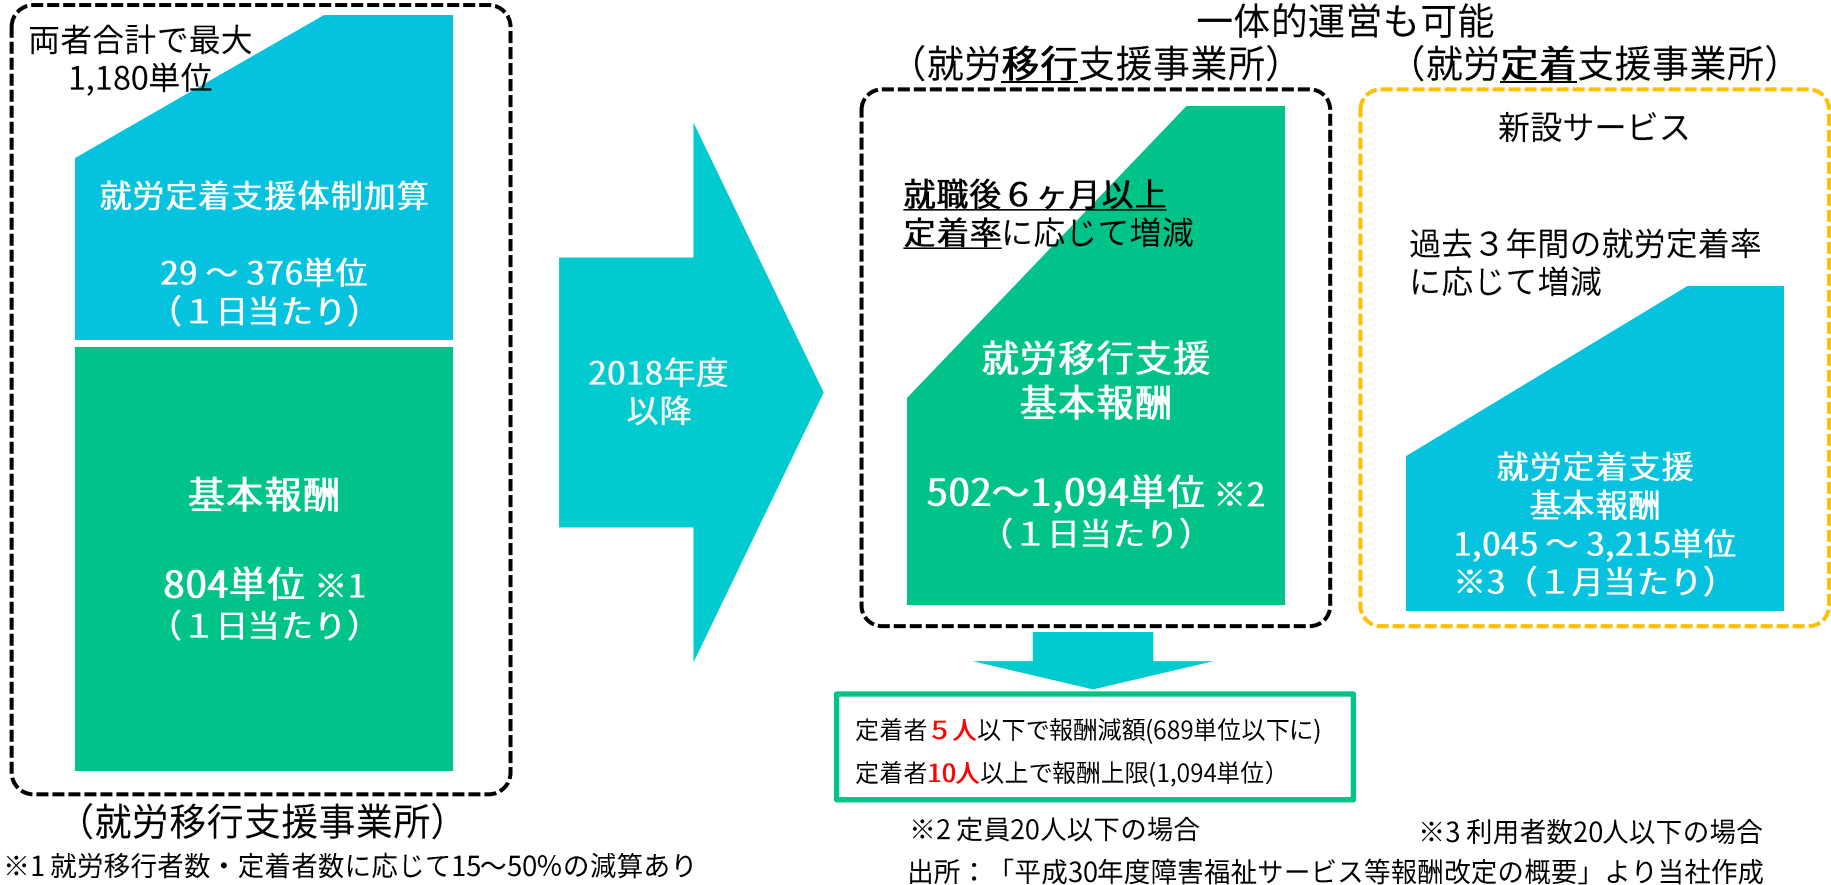 両者合計で最大
1,180単位
就労定着支援体制加算
29 ～ 376単位
（１日当たり）
基本報酬
804単位 ※1
（１日当たり）
（就労移行支援事業所）
※1 就労移行者数・定着者数に応じて15～50%の減算あり
2018年度
以降
一体的運営も可能
（就労移行支援事業所）
就職後６ヶ月以上
定着率に応じて増減
就労移行支援
基本報酬
502～1,094単位 ※2
（１日当たり）
（就労定着支援事業所）
新設サービス
過去３年間の就労定着率
に応じて増減
就労定着支援
基本報酬
1,045 ～ 3,215単位
※3（１月当たり）
定着者５人以下で報酬減額(689単位以下に)
定着者10人以上で報酬上限(1,094単位）
※2 定員20人以下の場合
※3 利用者数20人以下の場合
出所：「平成30年度障害福祉サービス等報酬改定の概要」より当社作成